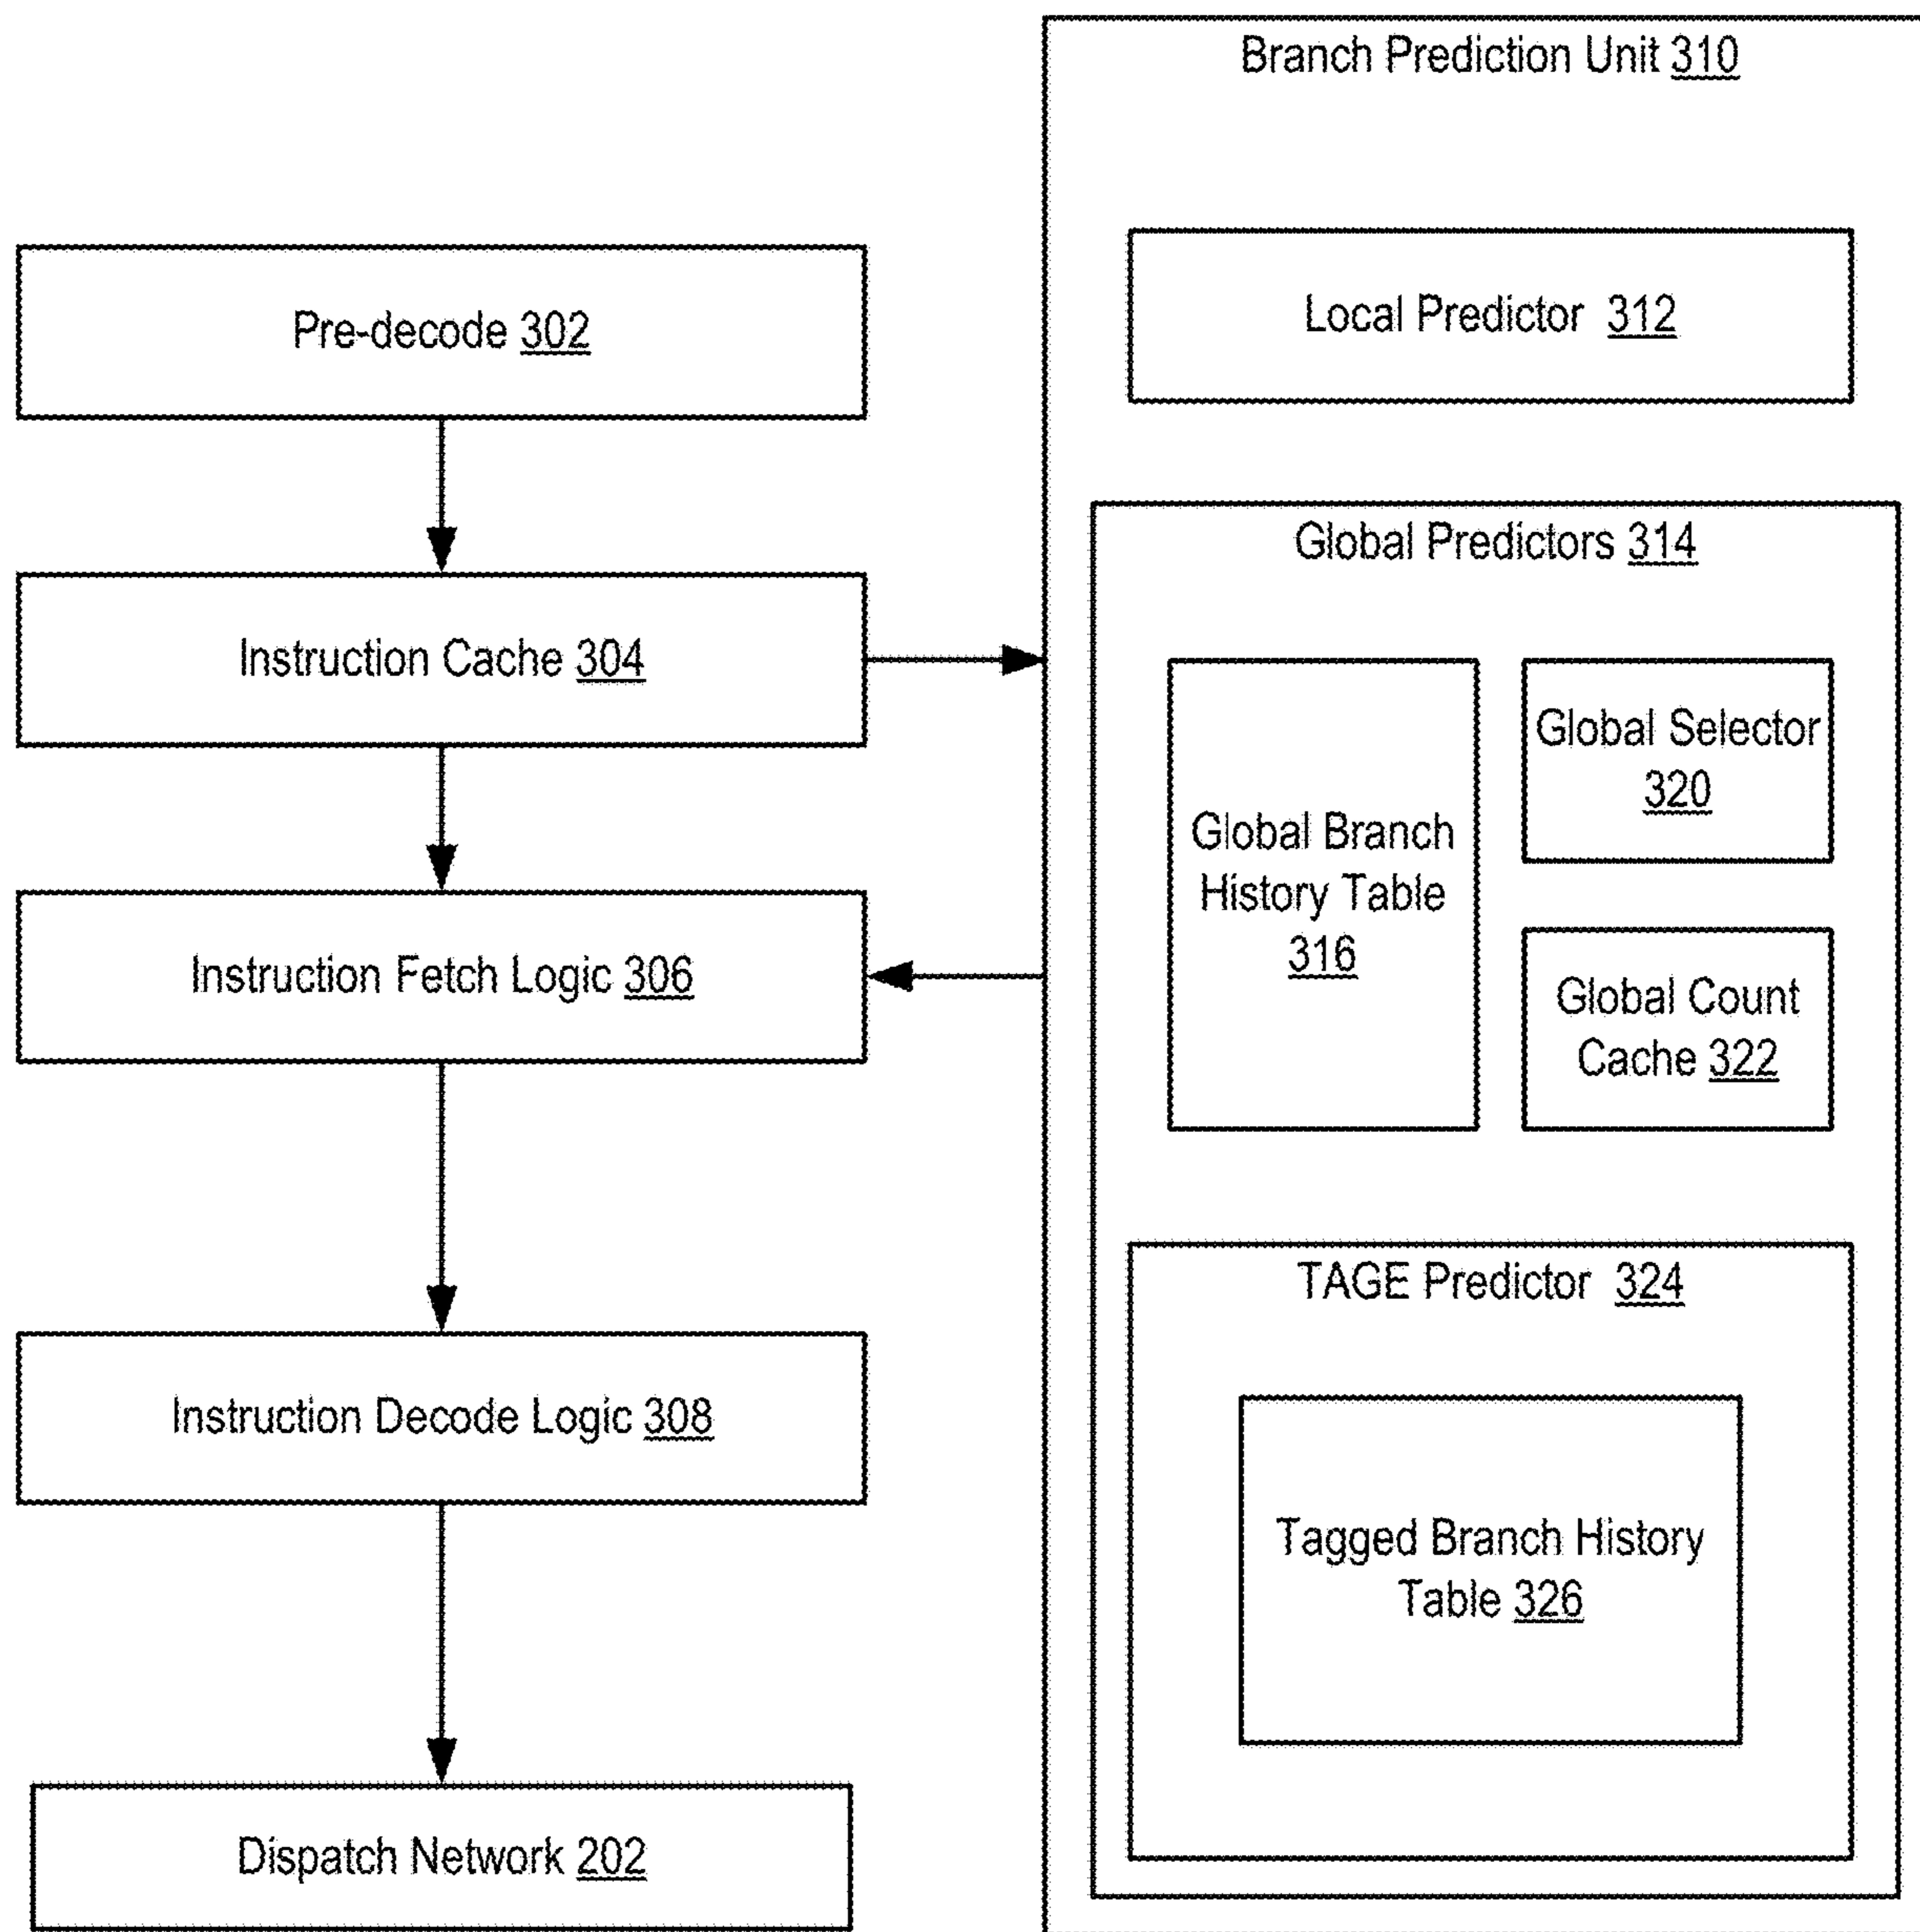 Branch Prediction Unit 310
Pre-decode 302
Local Predictor 312
Instruction Cache 304
Global Predictors 314
Global Selector
320
Global Branch
History Table
316
Global Count
Cache 322
Instruction Fetch Logic 306
TAGE Predictor 324
Instruction Decode Logic 308
Tagged Branch History
Table 326
Dispatch Network 202